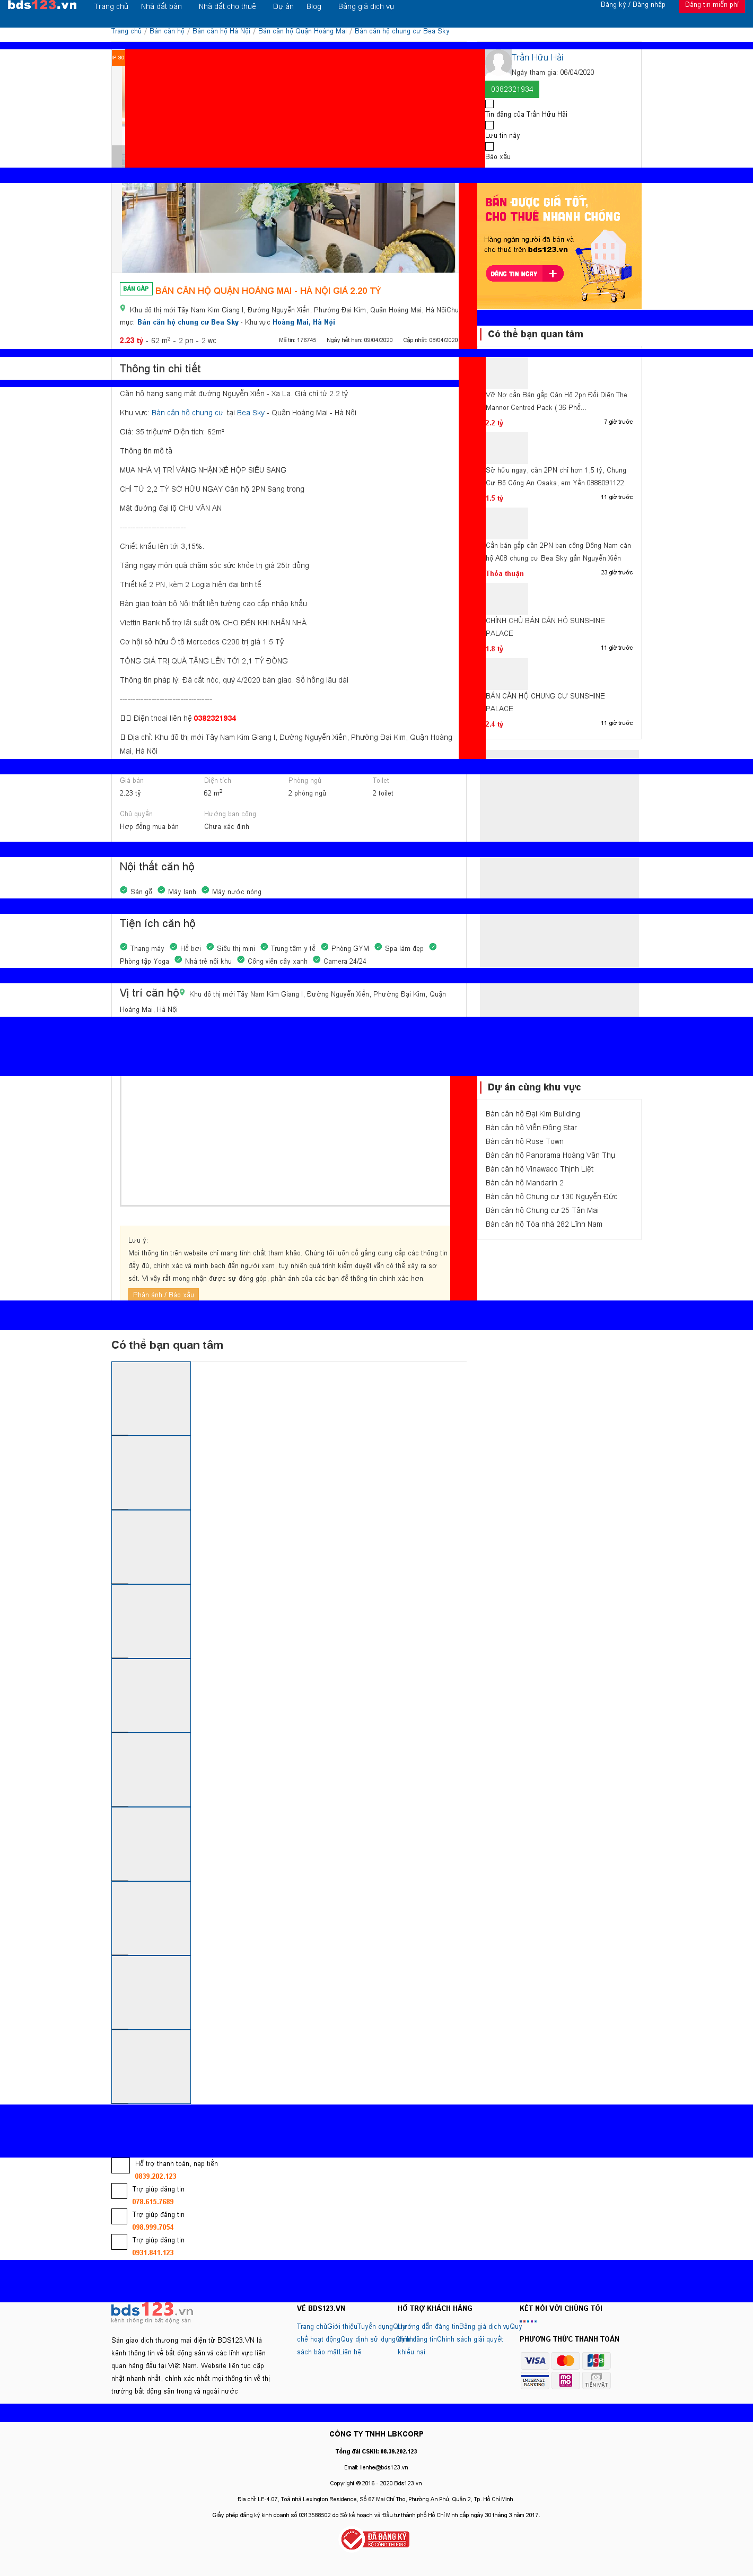 bds123.vn Trang chủ Nhà đất bán Nhà đất cho thuê Dự án Blog Bảng giá dịch vụ Đăng ký / Đăng nhập Đăng tin miễn phí
Trang chủ / Bán căn hộ / Bán căn hộ Hà Nội / Bán căn hộ Quận Hoàng Mai / Bán căn hộ chung cư Bea Sky
Trần Hữu Hải
Ngày tham gia: 06/04/2020
0382321934
Tin đăng của Trần Hữu Hải
Lưu tin này
Báo xấu
BÁN ĐƯỢC GIÁ TỐT,
CHO THUÊ NHANH CHÓNG
Hàng ngàn người đã bán và
cho thuê trên bds123.vn
ĐĂNG TIN NGAY +
BÁN GẤP BÁN CĂN HỘ QUẬN HOÀNG MAI - HÀ NỘI GIÁ 2.20 TỶ
Khu đô thị mới Tây Nam Kim Giang I, Đường Nguyễn Xiển, Phường Đại Kim, Quận Hoàng Mai, Hà NộiChu
mục: Bán căn hộ chung cư Bea Sky - Khu vực Hoàng Mai, Hà Nội
2.23 tỷ - 62 m2 - 2 pn - 2 wc Mã tin: 176745 Ngày hết hạn: 09/04/2020 Cập nhật: 08/04/2020
Có thể bạn quan tâm
Thông tin chi tiết
Căn hộ hạng sang mặt đường Nguyễn Xiển - Xa La. Giá chỉ từ 2.2 tỷ
Khu vực: Bán căn hộ chung cư tại Bea Sky - Quận Hoàng Mai - Hà Nội
Giá: 35 triệu/m² Diện tích: 62m²
Thông tin mô tả
MUA NHÀ VỊ TRÍ VÀNG NHẬN XẾ HỘP SIÊU SANG
CHỈ TỪ 2,2 TỶ SỞ HỮU NGAY Căn hộ 2PN Sang trọng
Mặt đường đại lộ CHU VĂN AN
-------------------------
Chiết khấu lên tới 3,15%.
Tặng ngay món quà chăm sóc sức khỏe trị giá 25tr đồng
Thiết kế 2 PN, kèm 2 Logia hiện đại tinh tế
Bàn giao toàn bộ Nội thất liền tường cao cấp nhập khẩu
Viettin Bank hỗ trợ lãi suất 0% CHO ĐẾN KHI NHẬN NHÀ
Cơ hội sở hữu Ô tô Mercedes C200 trị giá 1.5 Tỷ
TỔNG GIÁ TRỊ QUÀ TẶNG LÊN TỚI 2,1 TỶ ĐỒNG
Thông tin pháp lý: Đã cất nóc, quý 4/2020 bàn giao. Sổ hồng lâu dài
-----------------------------------
Điện thoại liên hệ 0382321934
Địa chỉ: Khu đô thị mới Tây Nam Kim Giang I, Đường Nguyễn Xiển, Phường Đại Kim, Quận Hoàng
Mai, Hà Nội
Vỡ Nợ cần Bán gấp Căn Hộ 2pn Đối Diện The
Mannor Centred Pack ( 36 Phố...
2.2 tỷ 7 giờ trước
Sở hữu ngay, căn 2PN chỉ hơn 1,5 tỷ, Chung
Cư Bộ Công An Osaka, em Yến 0888091122
1.5 tỷ 11 giờ trước
Cần bán gấp căn 2PN ban công Đông Nam căn
hộ A08 chung cư Bea Sky gần Nguyễn Xiển
Thỏa thuận 23 giờ trước
CHÍNH CHỦ BÁN CĂN HỘ SUNSHINE
PALACE
1.8 tỷ 11 giờ trước
BÁN CĂN HỘ CHUNG CƯ SUNSHINE
PALACE
2.4 tỷ 11 giờ trước
Giá bán Diện tích Phòng ngủ Toilet
2.23 tỷ 62 m2 2 phòng ngủ 2 toilet
Chủ quyền Hướng ban công
Hợp đồng mua bán Chưa xác định
Nội thất căn hộ
Sàn gỗ Máy lạnh Máy nước nóng
Tiện ích căn hộ
Thang máy Hồ bơi Siêu thị mini Trung tâm y tế Phòng GYM Spa làm đẹp
Phòng tập Yoga Nhà trẻ nội khu Công viên cây xanh Camera 24/24
Vị trí căn hộ Khu đô thị mới Tây Nam Kim Giang I, Đường Nguyễn Xiển, Phường Đại Kim, Quận
Hoàng Mai, Hà Nội
Dự án cùng khu vực
Bán căn hộ Đại Kim Building
Bán căn hộ Viễn Đông Star
Bán căn hộ Rose Town
Bán căn hộ Panorama Hoàng Văn Thụ
Bán căn hộ Vinawaco Thịnh Liệt
Bán căn hộ Mandarin 2
Bán căn hộ Chung cư 130 Nguyễn Đức
Bán căn hộ Chung cư 25 Tân Mai
Bán căn hộ Tòa nhà 282 Lĩnh Nam
Lưu ý:
Mọi thông tin trên website chỉ mang tính chất tham khảo. Chúng tôi luôn cố gắng cung cấp các thông tin
đầy đủ, chính xác và minh bạch đến người xem, tuy nhiên quá trình kiểm duyệt vẫn có thể xảy ra sơ
sót. Vì vậy rất mong nhận được sự đóng góp, phản ánh của các bạn để thông tin chính xác hơn.
Phản ánh / Báo xấu
Có thể bạn quan tâm
Hỗ trợ thanh toán, nạp tiền
0839.202.123
Trợ giúp đăng tin
078.615.7689
Trợ giúp đăng tin
098.999.7054
Trợ giúp đăng tin
0931.841.123
bds123.vn
kênh thông tin bất động sản
Sàn giao dịch thương mại điện tử BDS123.VN là
kênh thông tin về bất động sản và các lĩnh vực liên
quan hàng đầu tại Việt Nam. Website liên tục cập
nhật nhanh nhất, chính xác nhất mọi thông tin về thị
trường bất động sản trong và ngoài nước
VỀ BDS123.VN
Trang chủGiới thiệuTuyển dụngQuy
chế hoạt độngQuy định sử dụngChính
sách bảo mậtLiên hệ
HỖ TRỢ KHÁCH HÀNG
Hướng dẫn đăng tinBảng giá dịch vụQuy
định đăng tinChính sách giải quyết
khiếu nại
KẾT NỐI VỚI CHÚNG TÔI
PHƯƠNG THỨC THANH TOÁN
VISA JCB
INTERNET BANKING momo TIỀN MẶT
CÔNG TY TNHH LBKCORP
Tổng đài CSKH: 08.39.202.123
Email: lienhe@bds123.vn
Copyright © 2016 - 2020 Bds123.vn
Địa chỉ: LE-4.07, Toà nhà Lexington Residence, Số 67 Mai Chí Thọ, Phường An Phú, Quận 2, Tp. Hồ Chí Minh.
Giấy phép đăng ký kinh doanh số 0313588502 do Sở kế hoạch và Đầu tư thành phố Hồ Chí Minh cấp ngày 30 tháng 3 năm 2017.
ĐÃ ĐĂNG KÝ
BỘ CÔNG THƯƠNG